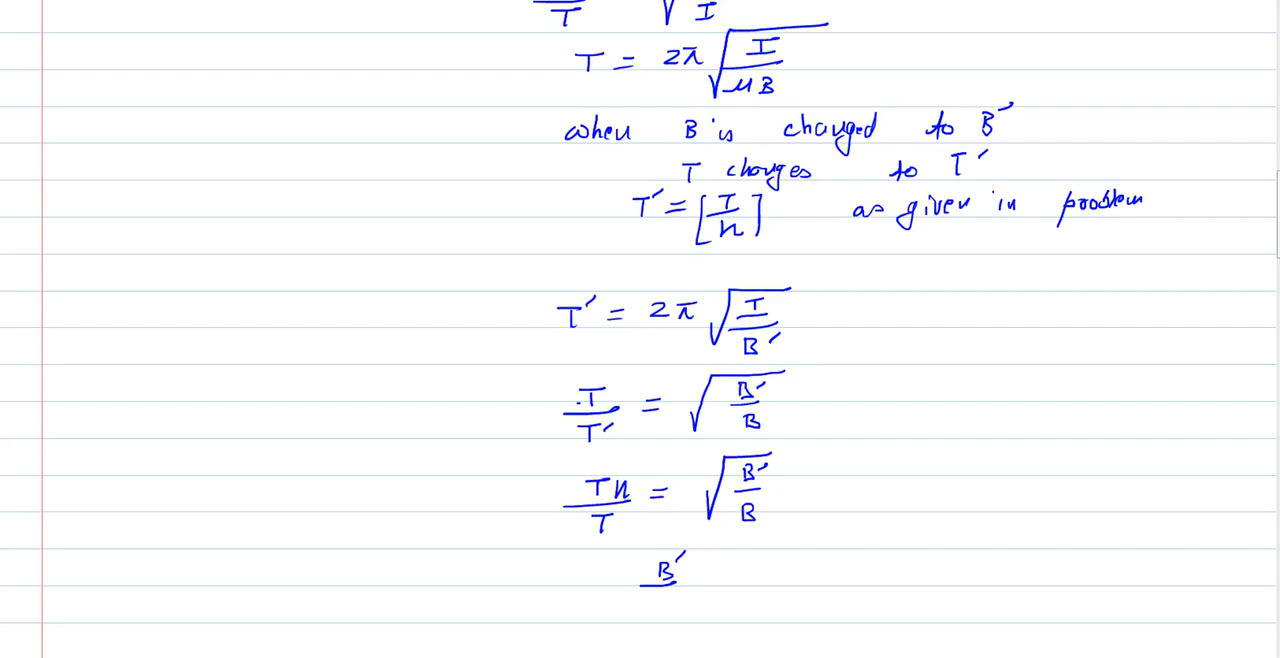 T √I
T = 2π √(I/μB)
when B is changed to B′
T changes to T′
T′ = [T/n] as given in problem
T′ = 2π √(I/B′)
T/T′ = √(B′/B)
Tn/T = √(B′/B)
B′